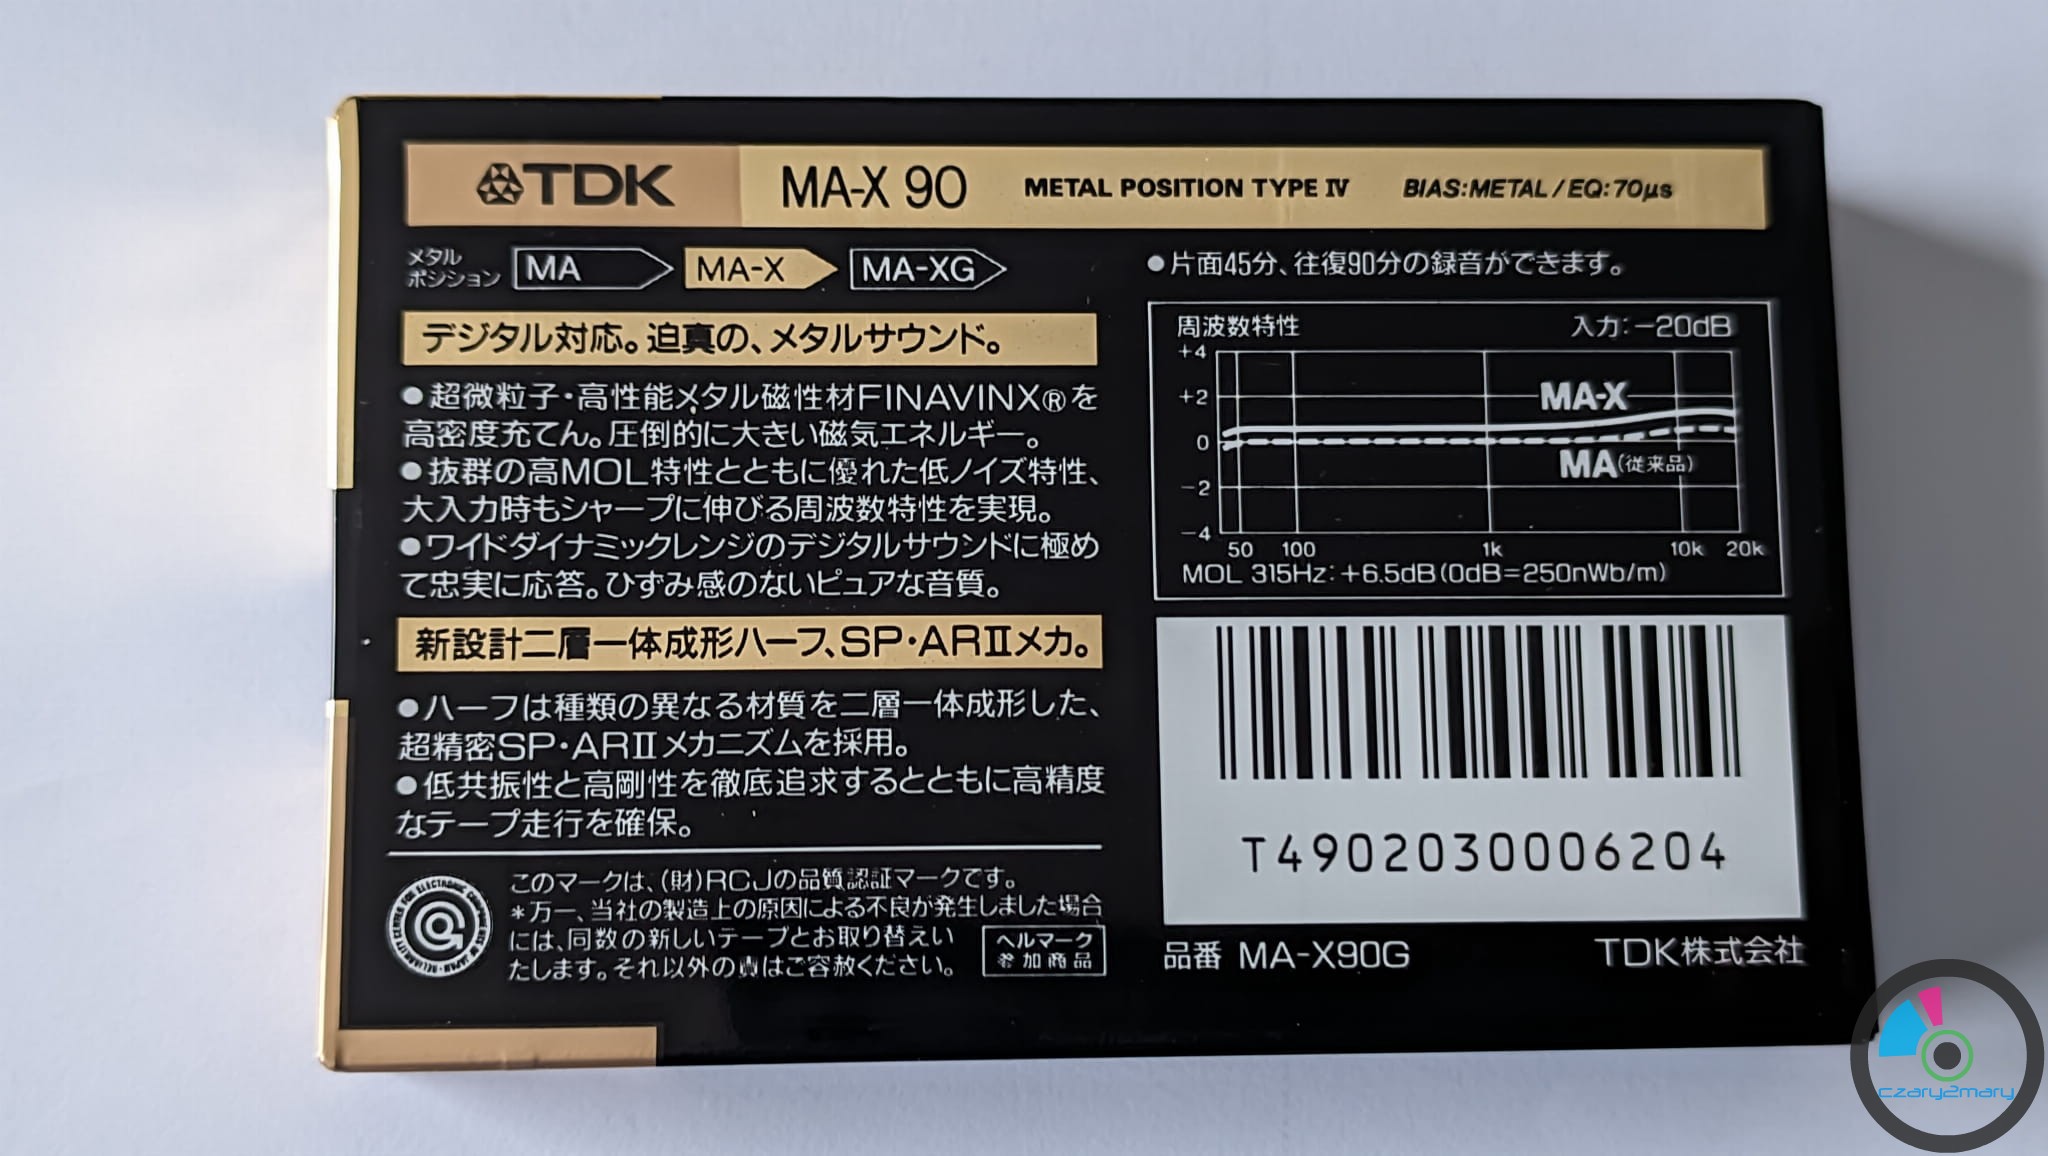 TDK MA-X 90 METAL POSITION TYPE IV BIAS:METAL/EQ:70μs
メタル
ポジション
MA MA-X MA-XG
デジタル対応。迫真の、メタルサウンド。
●超微粒子・高性能メタル磁性材FINAVINX®を
高密度充てん。圧倒的に大きい磁気エネルギー。
●抜群の高MOL特性とともに優れた低ノイズ特性、
大入力時もシャープに伸びる周波数特性を実現。
●ワイドダイナミックレンジのデジタルサウンドに極め
て忠実に応答。ひずみ感のないピュアな音質。
新設計二層一体成形ハーフ、SP・ARⅡメカ。
●ハーフは種類の異なる材質を二層一体成形した、
超精密SP・ARⅡメカニズムを採用。
●低共振性と高剛性を徹底追求するとともに高精度
なテープ走行を確保。
RELIABILITY CENTER FOR ELECTRONIC COMPONENTS OF JAPAN
このマークは、(財)RCJの品質認証マークです。
*万一、当社の製造上の原因による不良が発生しました場合
には、同数の新しいテープとお取り替えい
たします。それ以外の責はご容赦ください。
ベルマーク
参加商品
●片面45分、往復90分の録音ができます。
周波数特性 入力:−20dB
+4
+2
0
−2
−4
MA-X
MA(従来品)
50 100 1k 10k 20k
MOL 315Hz:+6.5dB(0dB=250nWb/m)
T4902030006204
品番 MA-X90G TDK株式会社
czary2mary